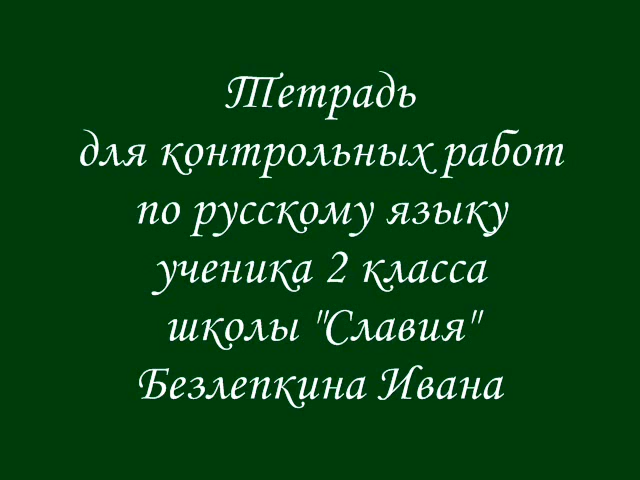 Тетрадь
для контрольных работ
по русскому языку
ученика 2 класса
школы "Славия"
Безлепкина Ивана